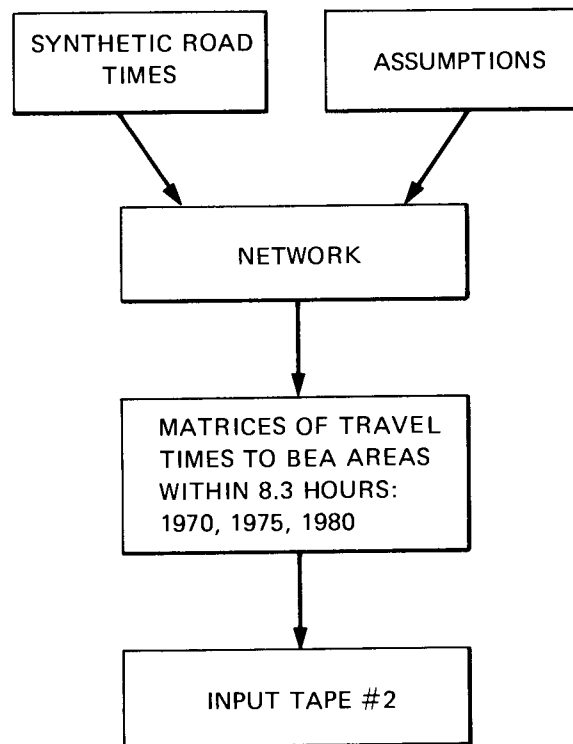 SYNTHETIC ROAD
TIMES
ASSUMPTIONS
NETWORK
MATRICES OF TRAVEL
TIMES TO BEA AREAS
WITHIN 8.3 HOURS:
1970, 1975, 1980
INPUT TAPE #2